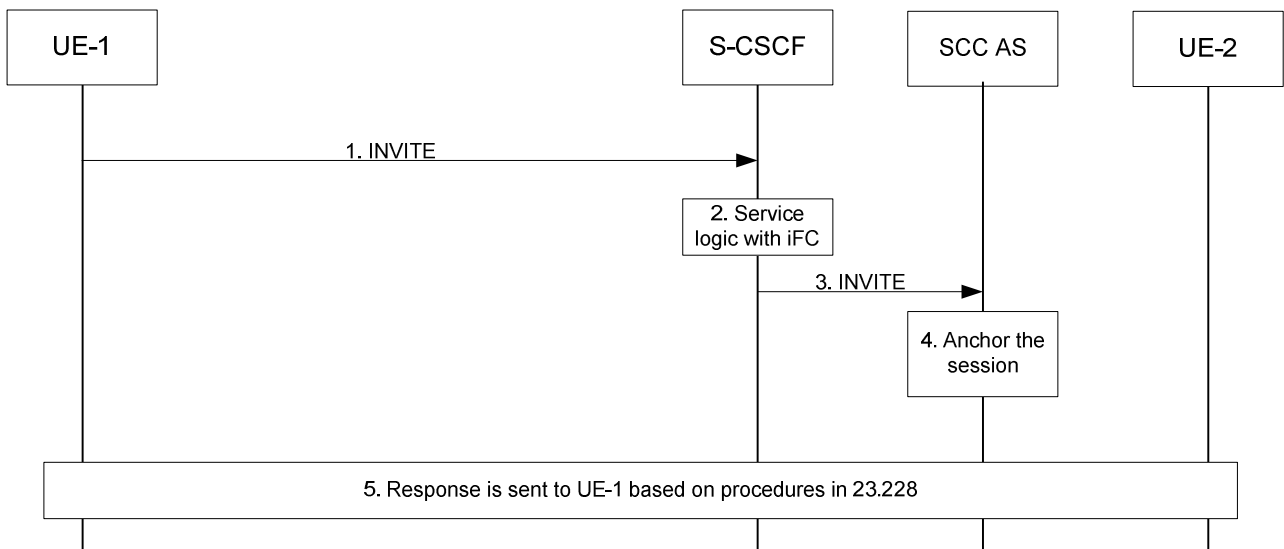 UE-1
S-CSCF
SCC AS
UE-2
1. INVITE
2. Service
logic with iFC
3. INVITE
4. Anchor the
session
5. Response is sent to UE-1 based on procedures in 23.228